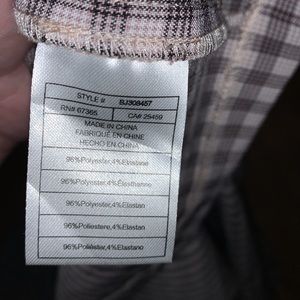 STYLE # BJ308457
RN# 67365 CA# 25459
MADE IN CHINA
FABRIQUÉ EN CHINE
HECHO EN CHINA
96%Polyester,4%Elastane
96%Polyester,4%Élasthanne
96%Polyester,4%Elastan
96%Poliestere,4%Elastan
96%Poliéster,4%Elastano